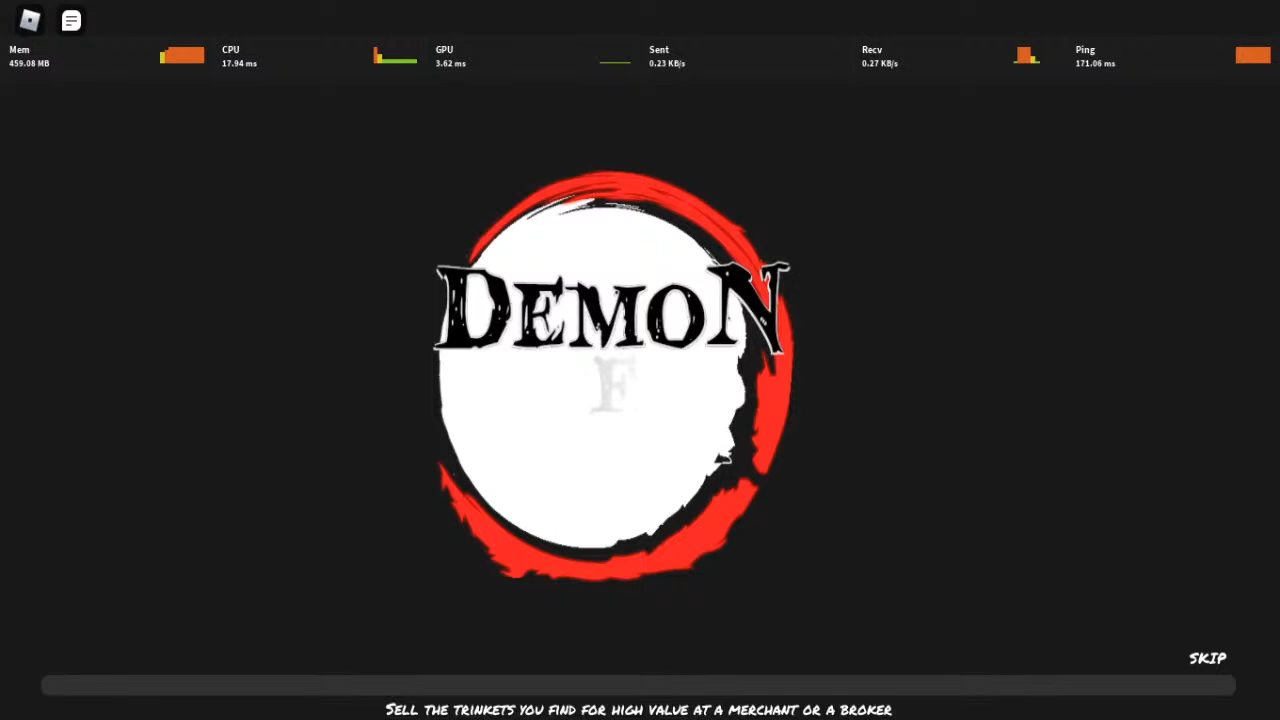 Mem CPU GPU Sent Recv Ping
459.08 MB 17.94 ms 3.62 ms 0.23 KB/s 0.27 KB/s 171.06 ms
DEMON
F
SKIP
SELL THE TRINKETS YOU FIND FOR HIGH VALUE AT A MERCHANT OR A BROKER